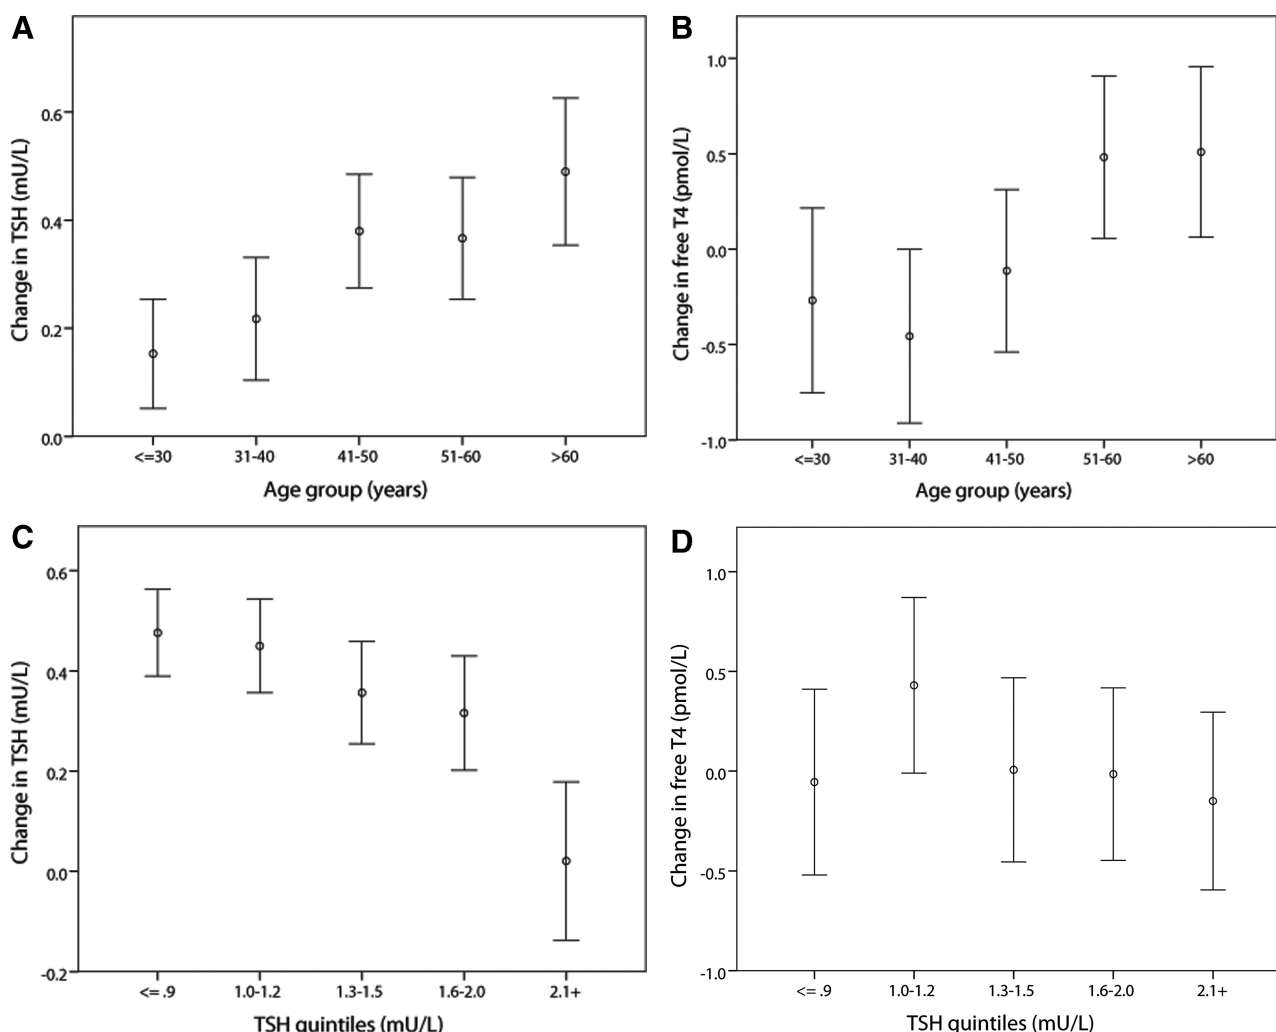 A
Change in TSH (mU/L)
0.6
0.4
0.2
0.0
<=30 31-40 41-50 51-60 >60
Age group (years)
B
Change in free T4 (pmol/L)
1.0
0.5
0.0
-0.5
-1.0
<=30 31-40 41-50 51-60 >60
Age group (years)
C
Change in TSH (mU/L)
0.6
0.4
0.2
0.0
-0.2
<= .9 1.0-1.2 1.3-1.5 1.6-2.0 2.1+
TSH quintiles (mU/L)
D
Change in free T4 (pmol/L)
1.0
0.5
0.0
-0.5
-1.0
<= .9 1.0-1.2 1.3-1.5 1.6-2.0 2.1+
TSH quintiles (mU/L)